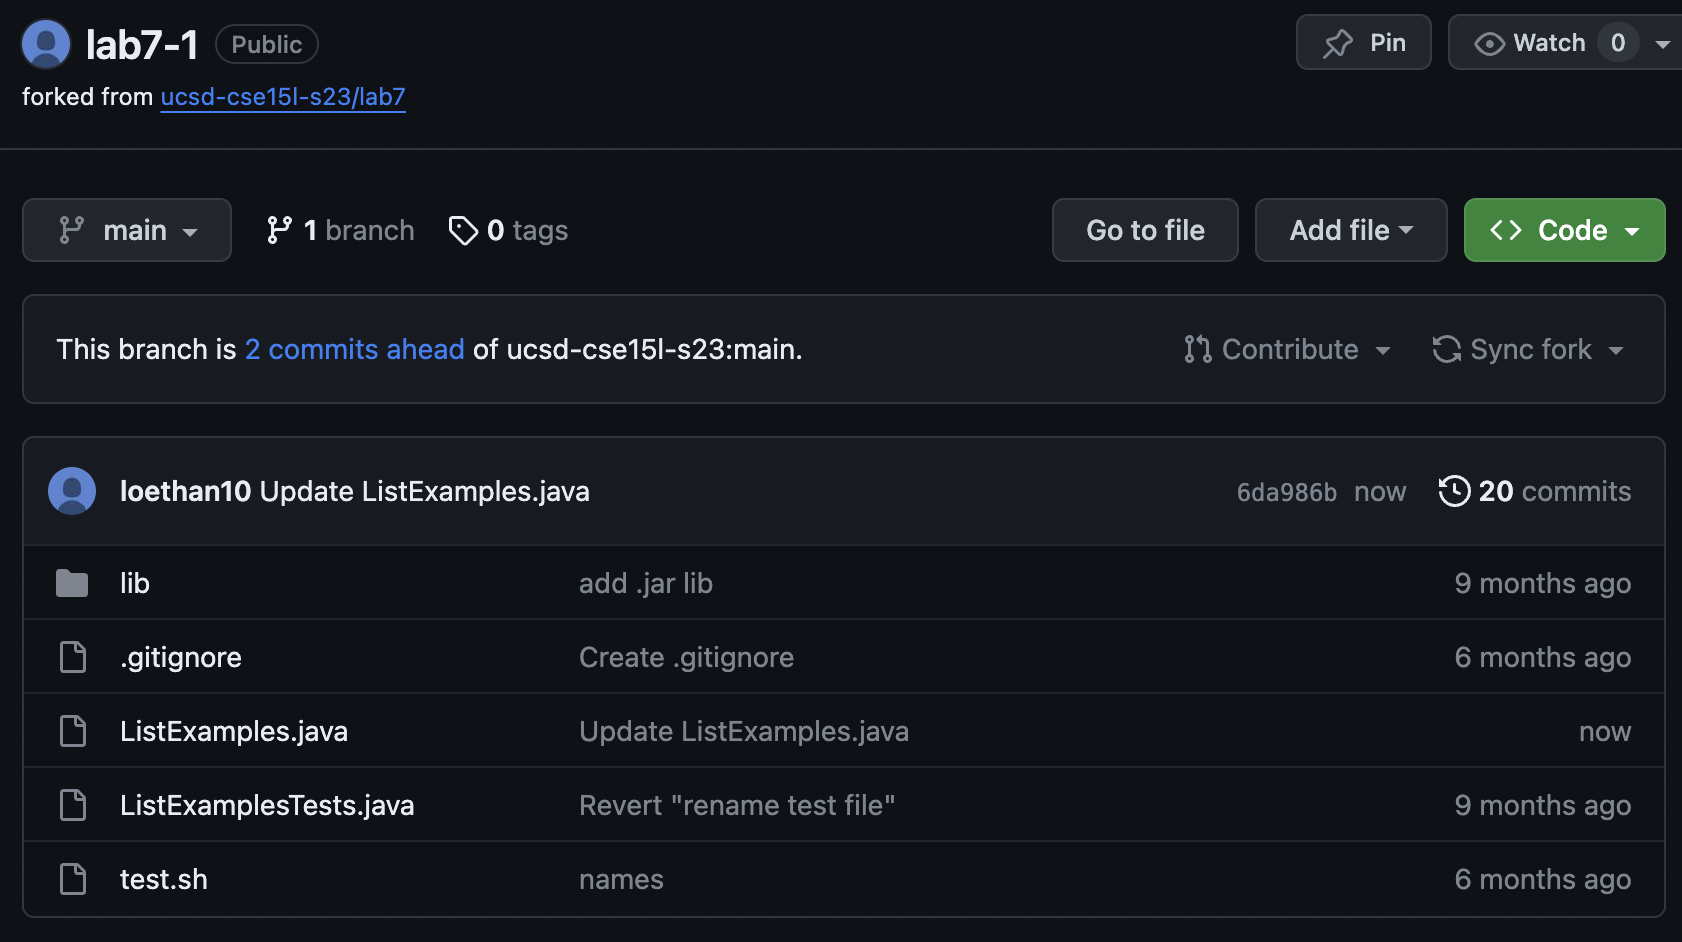 lab7-1 Public Pin Watch 0
forked from ucsd-cse15l-s23/lab7
main 1 branch 0 tags Go to file Add file Code
This branch is 2 commits ahead of ucsd-cse15l-s23:main. Contribute Sync fork
loethan10 Update ListExamples.java 6da986b now 20 commits
lib add .jar lib 9 months ago
.gitignore Create .gitignore 6 months ago
ListExamples.java Update ListExamples.java now
ListExamplesTests.java Revert "rename test file" 9 months ago
test.sh names 6 months ago